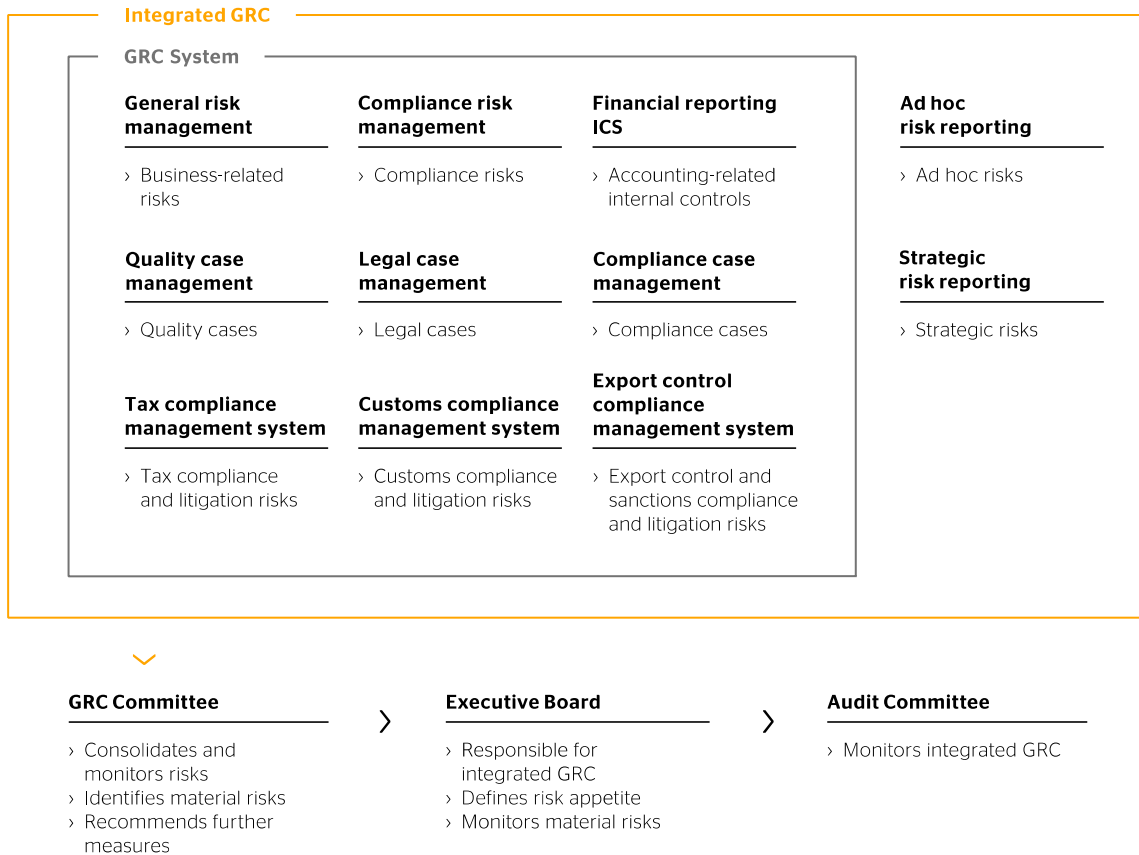 Integrated GRC
GRC System
General risk
management
› Business-related
risks
Compliance risk
management
› Compliance risks
Financial reporting
ICS
› Accounting-related
internal controls
Ad hoc
risk reporting
› Ad hoc risks
Quality case
management
› Quality cases
Legal case
management
› Legal cases
Compliance case
management
› Compliance cases
Strategic
risk reporting
› Strategic risks
Tax compliance
management system
› Tax compliance
and litigation risks
Customs compliance
management system
› Customs compliance
and litigation risks
Export control
compliance
management system
› Export control and
sanctions compliance
and litigation risks
GRC Committee
› Consolidates and
monitors risks
› Identifies material risks
› Recommends further
measures
Executive Board
› Responsible for
integrated GRC
› Defines risk appetite
› Monitors material risks
Audit Committee
› Monitors integrated GRC